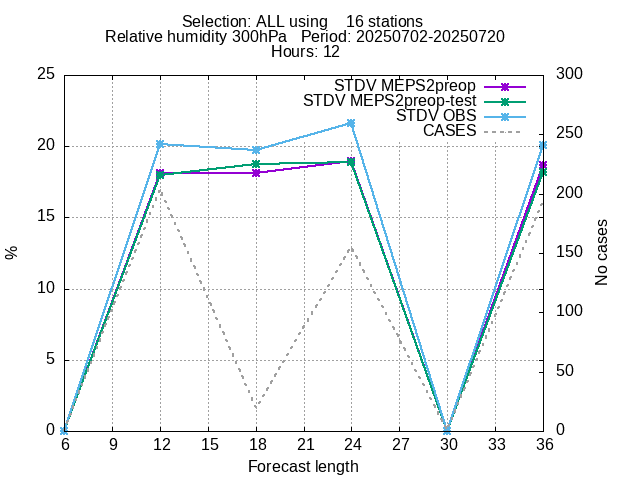 Selection: ALL using    16 stations
Relative humidity 300hPa   Period: 20250702-20250720
Hours: 12
STDV MEPS2preop
STDV MEPS2preop-test
STDV OBS
CASES
25
20
15
10
5
0
%
300
250
200
150
100
50
0
No cases
6 9 12 15 18 21 24 27 30 33 36
Forecast length